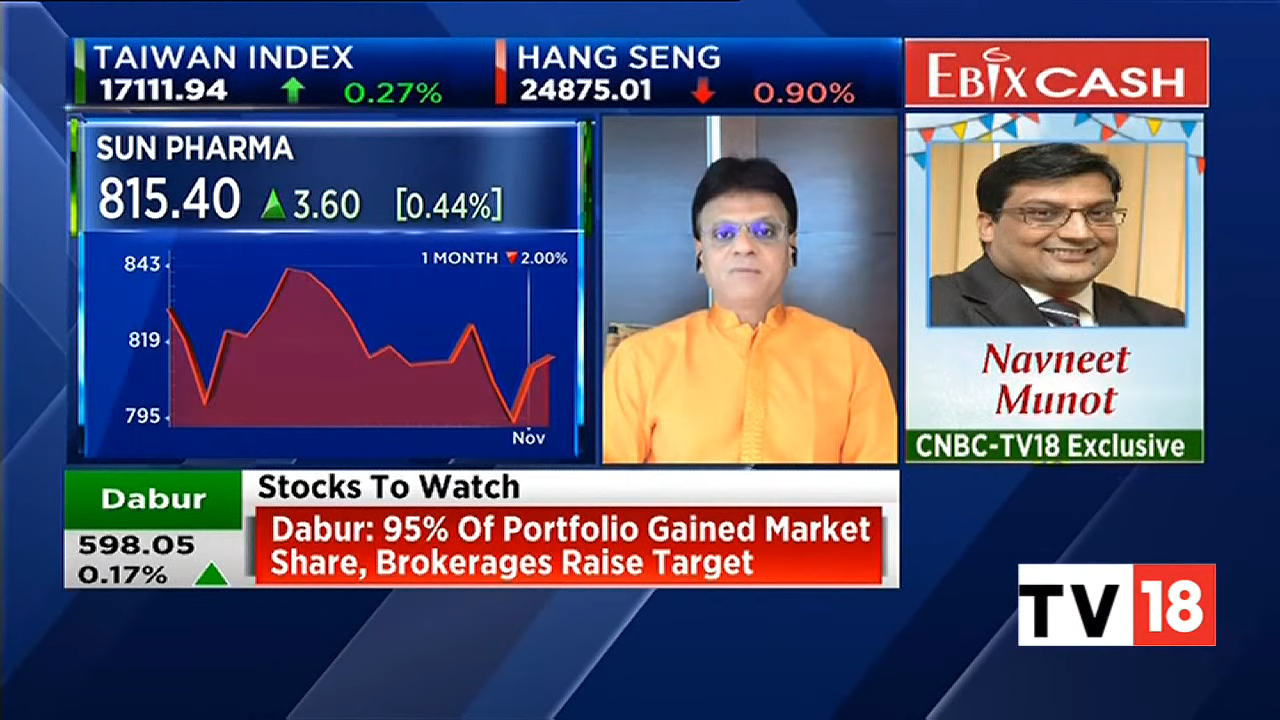 TAIWAN INDEX
17111.94 0.27%
HANG SENG
24875.01 0.90%
EBIXCASH
SUN PHARMA
815.40 3.60 [0.44%]
1 MONTH 2.00%
843
819
795
Nov
Navneet
Munot
CNBC-TV18 Exclusive
Dabur
598.05
0.17%
Stocks To Watch
Dabur: 95% Of Portfolio Gained Market
Share, Brokerages Raise Target
TV18